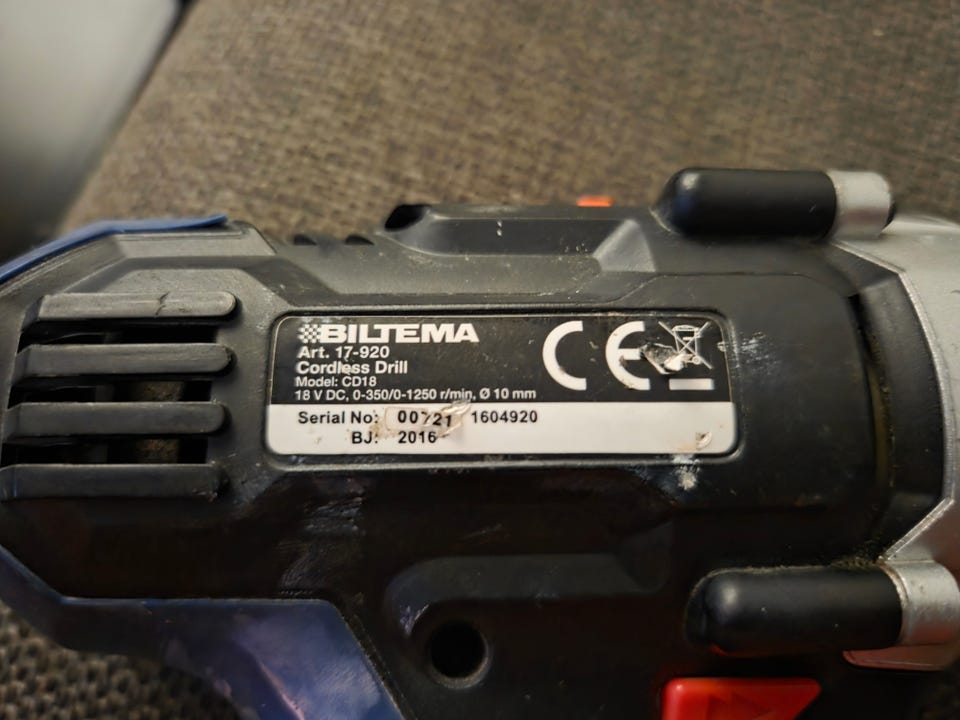 BILTEMA
Art. 17-920
Cordless Drill
Model: CD18
18 V DC, 0-350/0-1250 r/min, Ø 10 mm
CE
Serial No: 00721 1604920
BJ: 2016